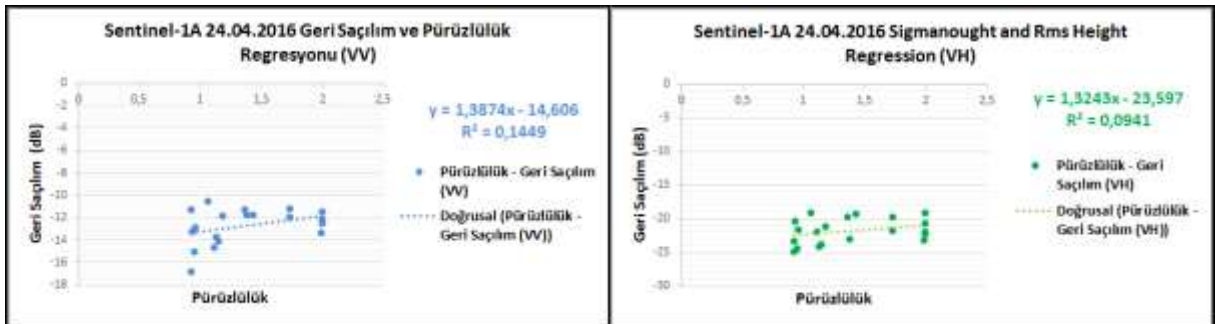 Sentinel-1A 24.04.2016 Geri Saçılım ve Pürüzlülük
Regresyonu (VV)
0
-2
-4
-6
-8
-10
-12
-14
-16
-18
0
0,5
1
1,5
2
2,5
Geri Saçılım (dB)
Pürüzlülük
y = 1,3874x - 14,606
R² = 0,1449
Pürüzlülük - Geri Saçılım
(VV)
Doğrusal (Pürüzlülük -
Geri Saçılım (VV))
Sentinel-1A 24.04.2016 Sigmanought and Rms Height
Regression (VH)
0
-5
-10
-15
-20
-25
-30
0
0,5
1
1,5
2
2,5
Geri Saçılım (dB)
Pürüzlülük
y = 1,3243x - 23,597
R² = 0,0941
Pürüzlülük - Geri
Saçılım (VH)
Doğrusal (Pürüzlülük -
Geri Saçılım (VH))